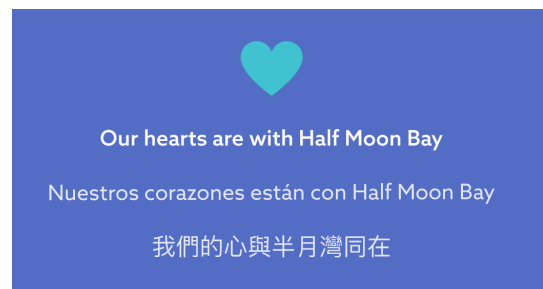 Our hearts are with Half Moon Bay
Nuestros corazones están con Half Moon Bay
我們的心與半月灣同在